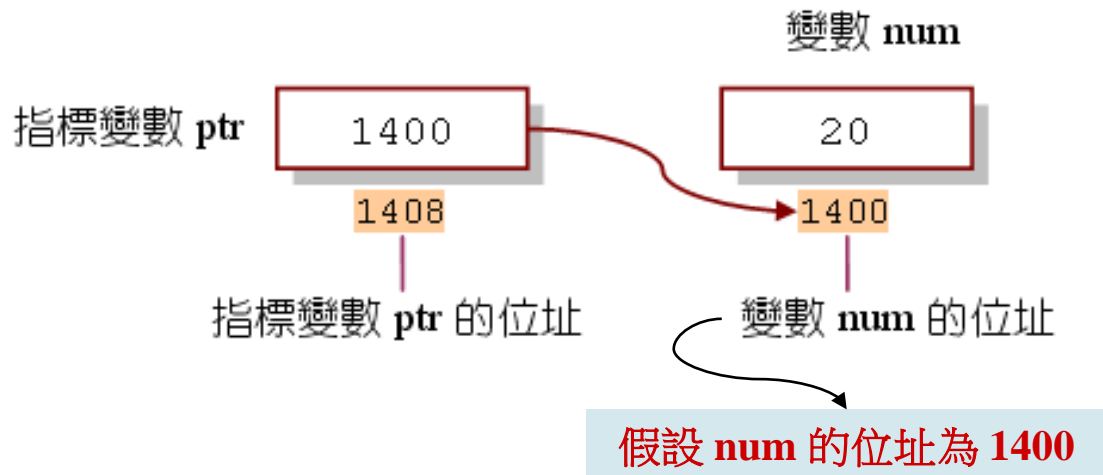 變數 num
指標變數 ptr
1400
20
1408
1400
指標變數 ptr 的位址
變數 num 的位址
假設 num 的位址為 1400